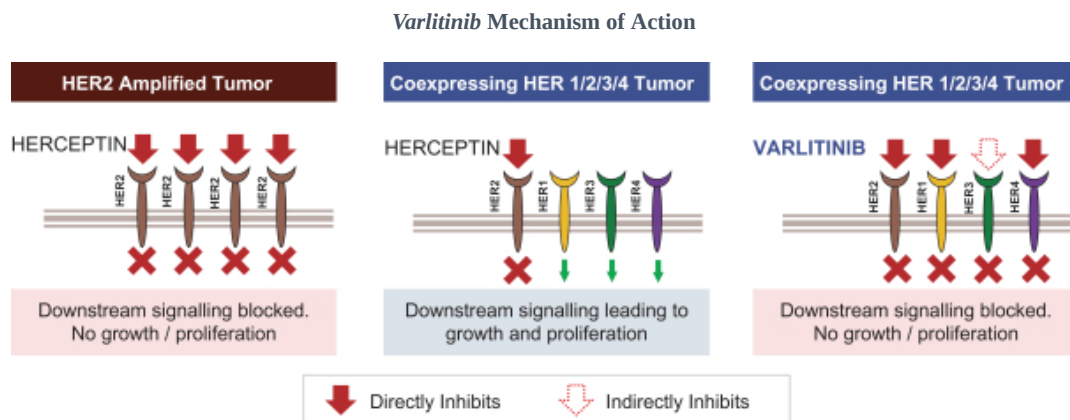 Varlitinib Mechanism of Action
HER2 Amplified Tumor
HERCEPTIN
HER2
HER2
HER2
HER2
Downstream signalling blocked.
No growth / proliferation
Coexpressing HER 1/2/3/4 Tumor
HERCEPTIN
HER2
HER1
HER3
HER4
Downstream signalling leading to
growth and proliferation
Coexpressing HER 1/2/3/4 Tumor
VARLITINIB
HER2
HER1
HER3
HER4
Downstream signalling blocked.
No growth / proliferation
Directly Inhibits
Indirectly Inhibits